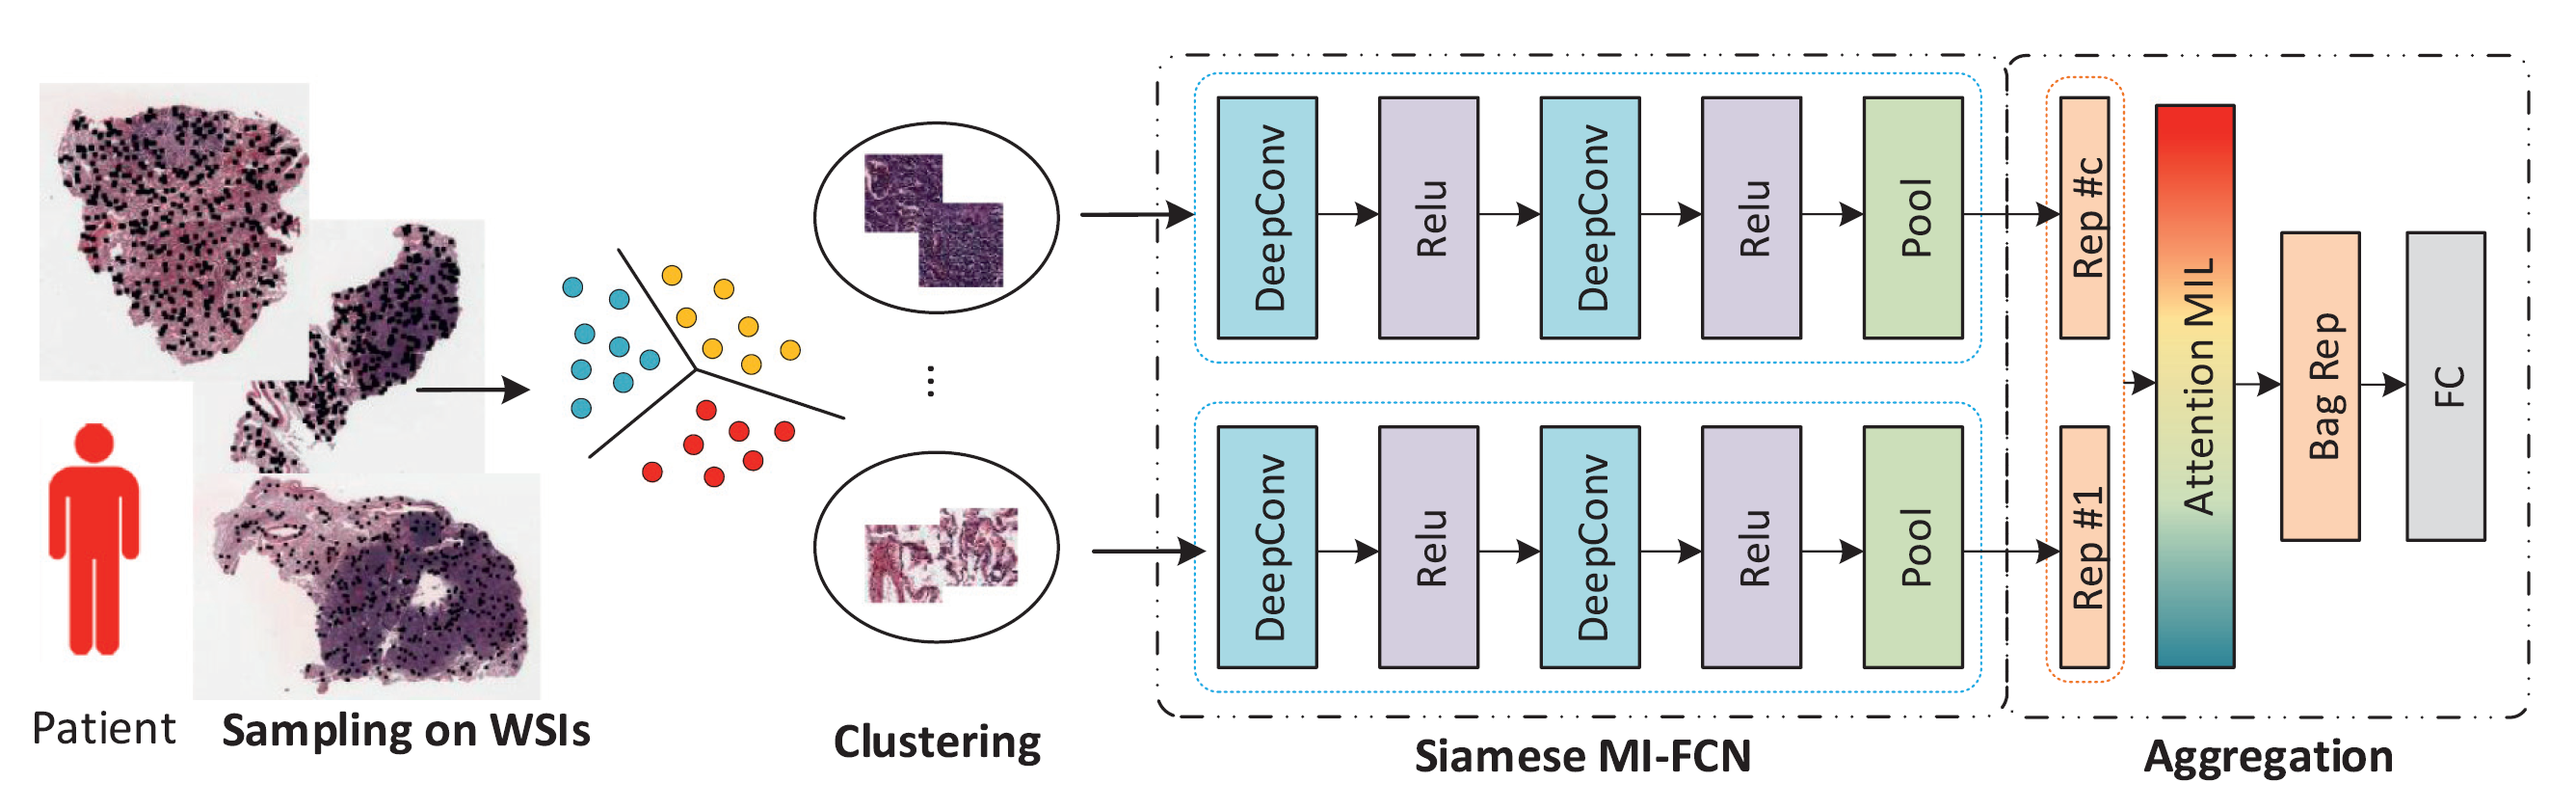 Patient
Sampling on WSIs
Clustering
DeepConv
Relu
DeepConv
Relu
Pool
DeepConv
Relu
DeepConv
Relu
Pool
Siamese MI-FCN
Rep #c
Rep #1
Attention MIL
Bag Rep
FC
Aggregation